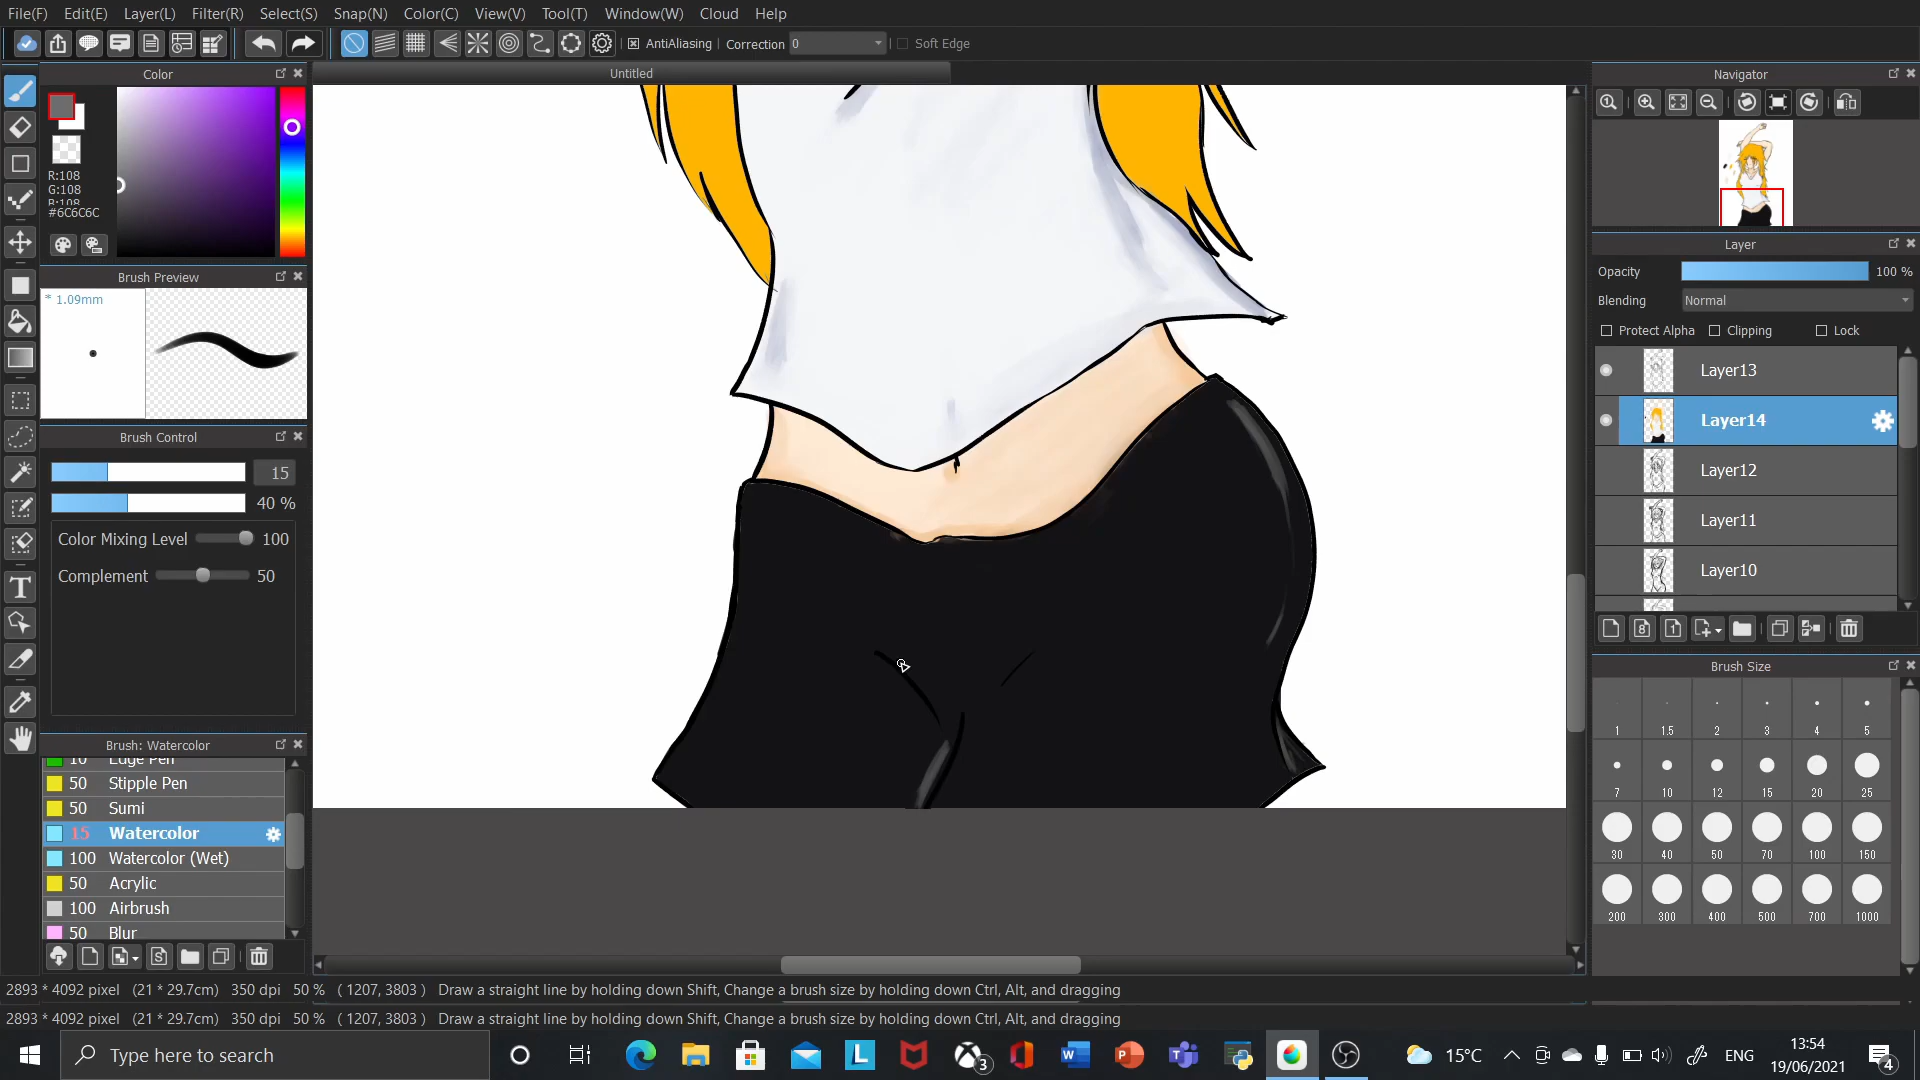 File(F) Edit(E) Layer(L) Filter(R) Select(S) Snap(N) Color(C) View(V) Tool(T) Window(W) Cloud Help
AntiAliasing Correction 0 Soft Edge
Color
R:108
G:108
B:108
#6C6C6C
Brush Preview
* 1.09mm
Brush Control
15
40 %
Color Mixing Level 100
Complement 50
Brush: Watercolor
10 Edge Pen
50 Stipple Pen
50 Sumi
15 Watercolor
100 Watercolor (Wet)
50 Acrylic
100 Airbrush
50 Blur
Untitled
Navigator
Layer
Opacity 100 %
Blending Normal
Protect Alpha Clipping Lock
Layer13
Layer14
Layer12
Layer11
Layer10
Brush Size
1 1.5 2 3 4 5
7 10 12 15 20 25
30 40 50 70 100 150
200 300 400 500 700 1000
2893 * 4092 pixel (21 * 29.7cm) 350 dpi 50 % ( 1207, 3803 ) Draw a straight line by holding down Shift, Change a brush size by holding down Ctrl, Alt, and dragging
2893 * 4092 pixel (21 * 29.7cm) 350 dpi 50 % ( 1207, 3803 ) Draw a straight line by holding down Shift, Change a brush size by holding down Ctrl, Alt, and dragging
Type here to search
3
15°C
ENG
13:54
19/06/2021
4